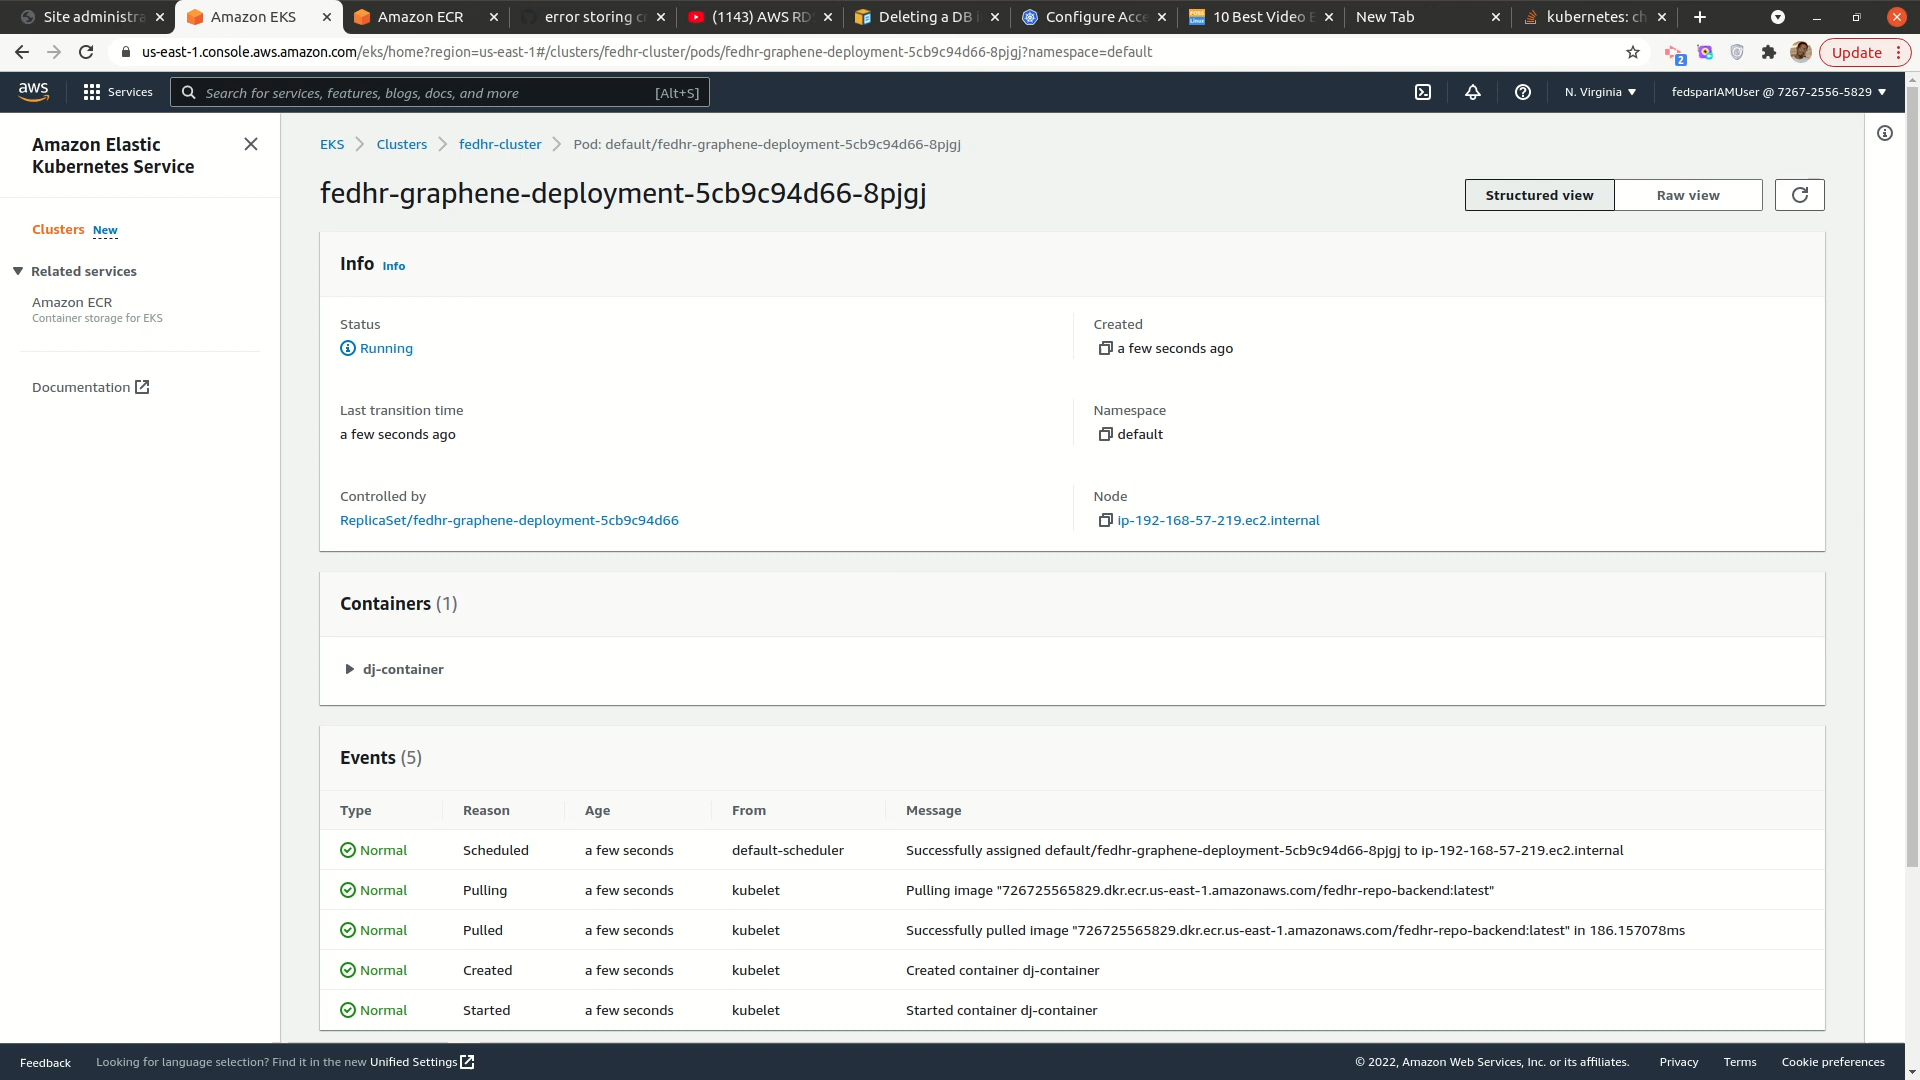 Site administra
Amazon EKS
Amazon ECR
error storing cr
(1143) AWS RD
Deleting a DB i
Configure Acce
10 Best Video E
New Tab
kubernetes: ch
us-east-1.console.aws.amazon.com/eks/home?region=us-east-1#/clusters/fedhr-cluster/pods/fedhr-graphene-deployment-5cb9c94d66-8pjgj?namespace=default
2
Update
aws
Services
Search for services, features, blogs, docs, and more
[Alt+S]
N. Virginia
fedsparIAMUser @ 7267-2556-5829
Amazon Elastic
Kubernetes Service
Clusters New
Related services
Amazon ECR
Container storage for EKS
Documentation
EKS
Clusters
fedhr-cluster
Pod: default/fedhr-graphene-deployment-5cb9c94d66-8pjgj
fedhr-graphene-deployment-5cb9c94d66-8pjgj
Structured view
Raw view
Info Info
Status
Running
Created
a few seconds ago
Last transition time
a few seconds ago
Namespace
default
Controlled by
ReplicaSet/fedhr-graphene-deployment-5cb9c94d66
Node
ip-192-168-57-219.ec2.internal
Containers (1)
dj-container
Events (5)
Type Reason Age From Message
Normal Scheduled a few seconds default-scheduler Successfully assigned default/fedhr-graphene-deployment-5cb9c94d66-8pjgj to ip-192-168-57-219.ec2.internal
Normal Pulling a few seconds kubelet Pulling image "726725565829.dkr.ecr.us-east-1.amazonaws.com/fedhr-repo-backend:latest"
Normal Pulled a few seconds kubelet Successfully pulled image "726725565829.dkr.ecr.us-east-1.amazonaws.com/fedhr-repo-backend:latest" in 186.157078ms
Normal Created a few seconds kubelet Created container dj-container
Normal Started a few seconds kubelet Started container dj-container
Feedback
Looking for language selection? Find it in the new Unified Settings
© 2022, Amazon Web Services, Inc. or its affiliates.
Privacy
Terms
Cookie preferences